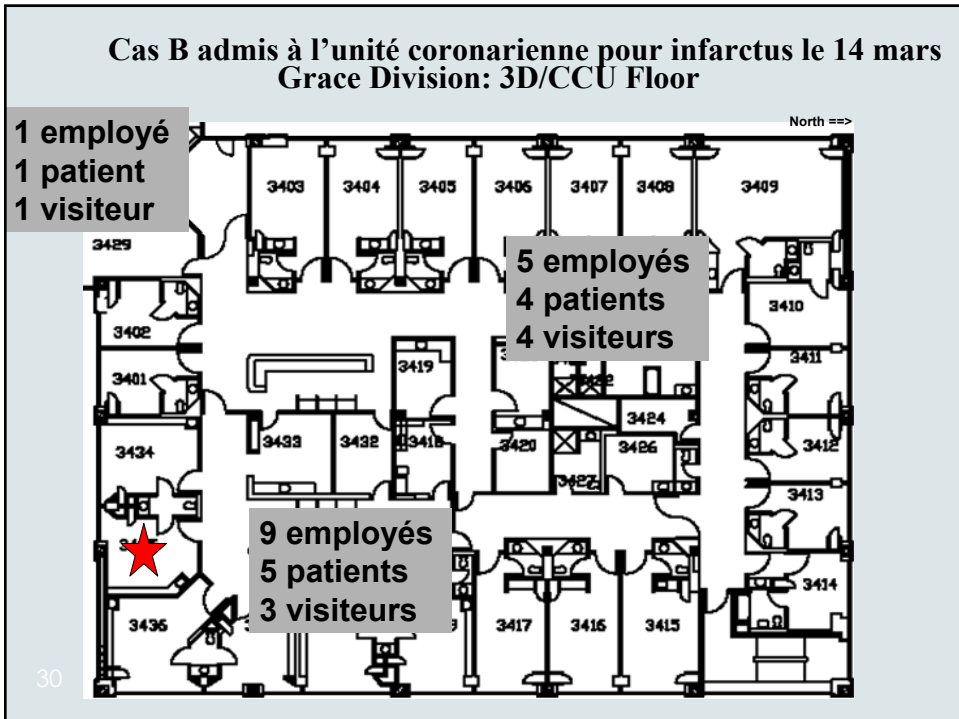 Cas B admis à l’unité coronarienne pour infarctus le 14 mars
Grace Division: 3D/CCU Floor
North ==>
1 employé
1 patient
1 visiteur
3403 3404 3405 3406 3407 3408 3409
3429
5 employés
4 patients
4 visiteurs
3410
3402
3411
3401
3419
3424
3412
3434
3433 3432 3418
3420
3426
3427
3413
9 employés
5 patients
3 visiteurs
3414
3436
3417 3416 3415
30